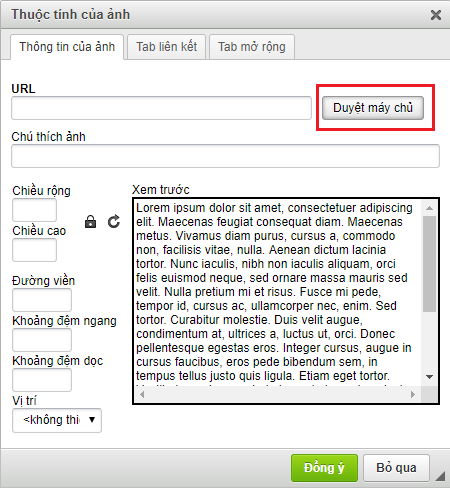 Thuộc tính của ảnh
Thông tin của ảnh
Tab liên kết
Tab mở rộng
URL
Duyệt máy chủ
Chú thích ảnh
Chiều rộng
Chiều cao
Đường viền
Khoảng đệm ngang
Khoảng đệm dọc
Vị trí
<không thiế
Xem trước
Lorem ipsum dolor sit amet, consectetuer adipiscing
elit. Maecenas feugiat consequat diam. Maecenas
metus. Vivamus diam purus, cursus a, commodo
non, facilisis vitae, nulla. Aenean dictum lacinia
tortor. Nunc iaculis, nibh non iaculis aliquam, orci
felis euismod neque, sed ornare massa mauris sed
velit. Nulla pretium mi et risus. Fusce mi pede,
tempor id, cursus ac, ullamcorper nec, enim. Sed
tortor. Curabitur molestie. Duis velit augue,
condimentum at, ultrices a, luctus ut, orci. Donec
pellentesque egestas eros. Integer cursus, augue in
cursus faucibus, eros pede bibendum sem, in
tempus tellus justo quis ligula. Etiam eget tortor.
Đồng ý
Bỏ qua